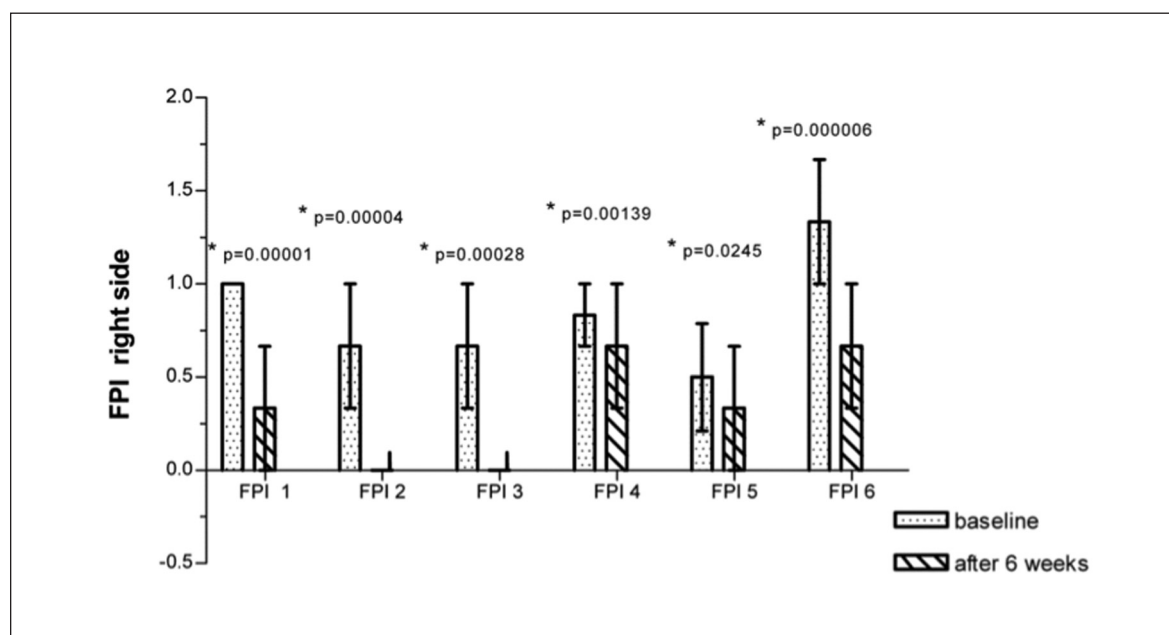 2.0
* p=0.000006
1.5
* p=0.00004
* p=0.00139
* p=0.00001
* p=0.00028
* p=0.0245
1.0
0.5
0.0
-0.5
FPI right side
FPI 1
FPI 2
FPI 3
FPI 4
FPI 5
FPI 6
baseline
after 6 weeks